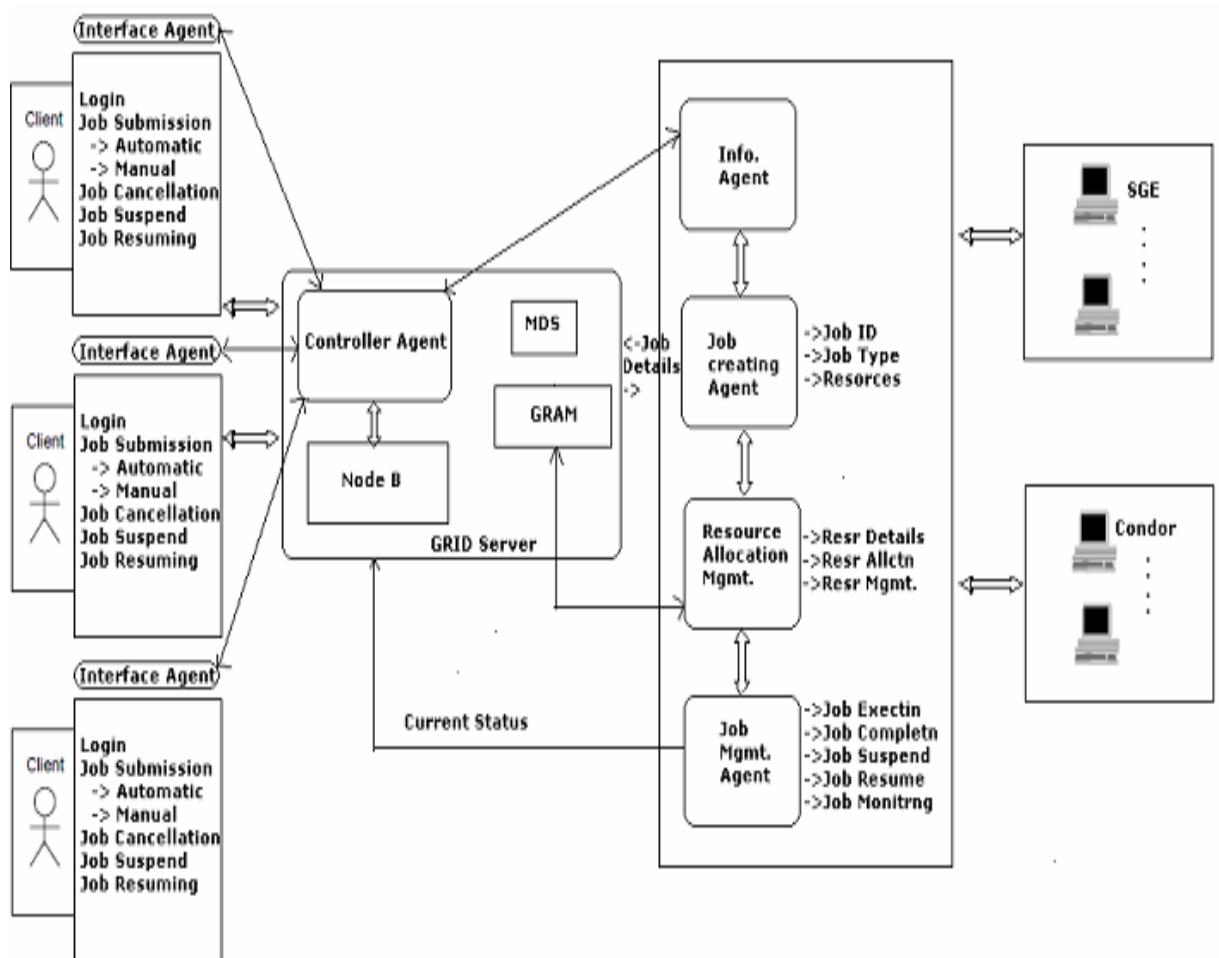 Interface Agent
Client
Login
Job Submission
-> Automatic
-> Manual
Job Cancellation
Job Suspend
Job Resuming
Interface Agent
Client
Login
Job Submission
-> Automatic
-> Manual
Job Cancellation
Job Suspend
Job Resuming
Interface Agent
Client
Login
Job Submission
-> Automatic
-> Manual
Job Cancellation
Job Suspend
Job Resuming
Controller Agent
MDS
GRAM
Node B
GRID Server
<-Job
Details
->
Current Status
Info.
Agent
Job
creating
Agent
->Job ID
->Job Type
->Resorces
Resource
Allocation
Mgmt.
->Resr Details
->Resr Allctn
->Resr Mgmt.
Job
Mgmt.
Agent
->Job Exectin
->Job Completn
->Job Suspend
->Job Resume
->Job Monitrng
SGE
Condor